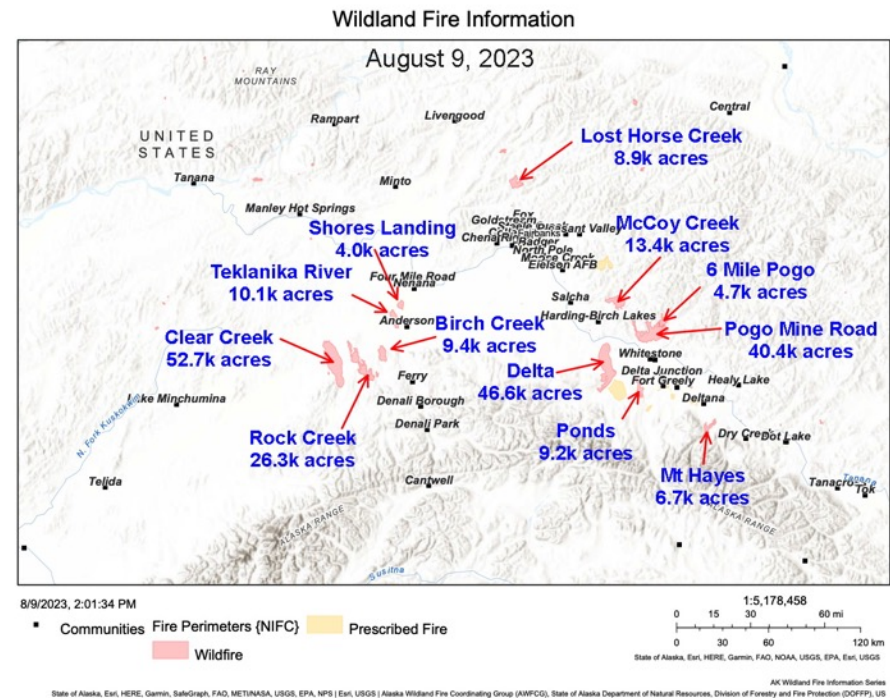 Wildland Fire Information
August 9, 2023
RAY
MOUNTAINS
Central
Livengood
Rampart
UNITED
STATES
Lost Horse Creek
8.9k acres
Tanana
Minto
Manley Hot Springs
Fox
Goldstream
Pleasant Valley
Fairbanks
Badger
North Pole
Moose Creek
Eielson AFB
McCoy Creek
13.4k acres
Shores Landing
4.0k acres
Teklanika River
10.1k acres
Four Mile Road
Nenana
6 Mile Pogo
4.7k acres
Salcha
Harding-Birch Lakes
Anderson
Birch Creek
9.4k acres
Pogo Mine Road
40.4k acres
Clear Creek
52.7k acres
Whitestone
Delta
46.6k acres
Delta Junction
Fort Greely
Healy Lake
Deltana
Ferry
Lake Minchumina
Denali Borough
N. Fork Kuskokwim
Denali Park
Ponds
9.2k acres
Rock Creek
26.3k acres
Dry Creek
Dot Lake
Mt Hayes
6.7k acres
Telida
Cantwell
Tanana
Tanacross
Tok
ALASKA RANGE
ALASKA RANGE
Susitna
8/9/2023, 2:01:34 PM
Communities
Fire Perimeters {NIFC}
Prescribed Fire
Wildfire
1:5,178,458
0 15 30 60 mi
0 30 60 120 km
State of Alaska, Esri, HERE, Garmin, FAO, NOAA, USGS, EPA, Esri, USGS
AK Wildland Fire Information Series
State of Alaska, Esri, HERE, Garmin, SafeGraph, FAO, METI/NASA, USGS, EPA, NPS | Esri, USGS | Alaska Wildland Fire Coordinating Group (AWFCG), State of Alaska Department of Natural Resources, Division of Forestry and Fire Protection (DOFFP), US